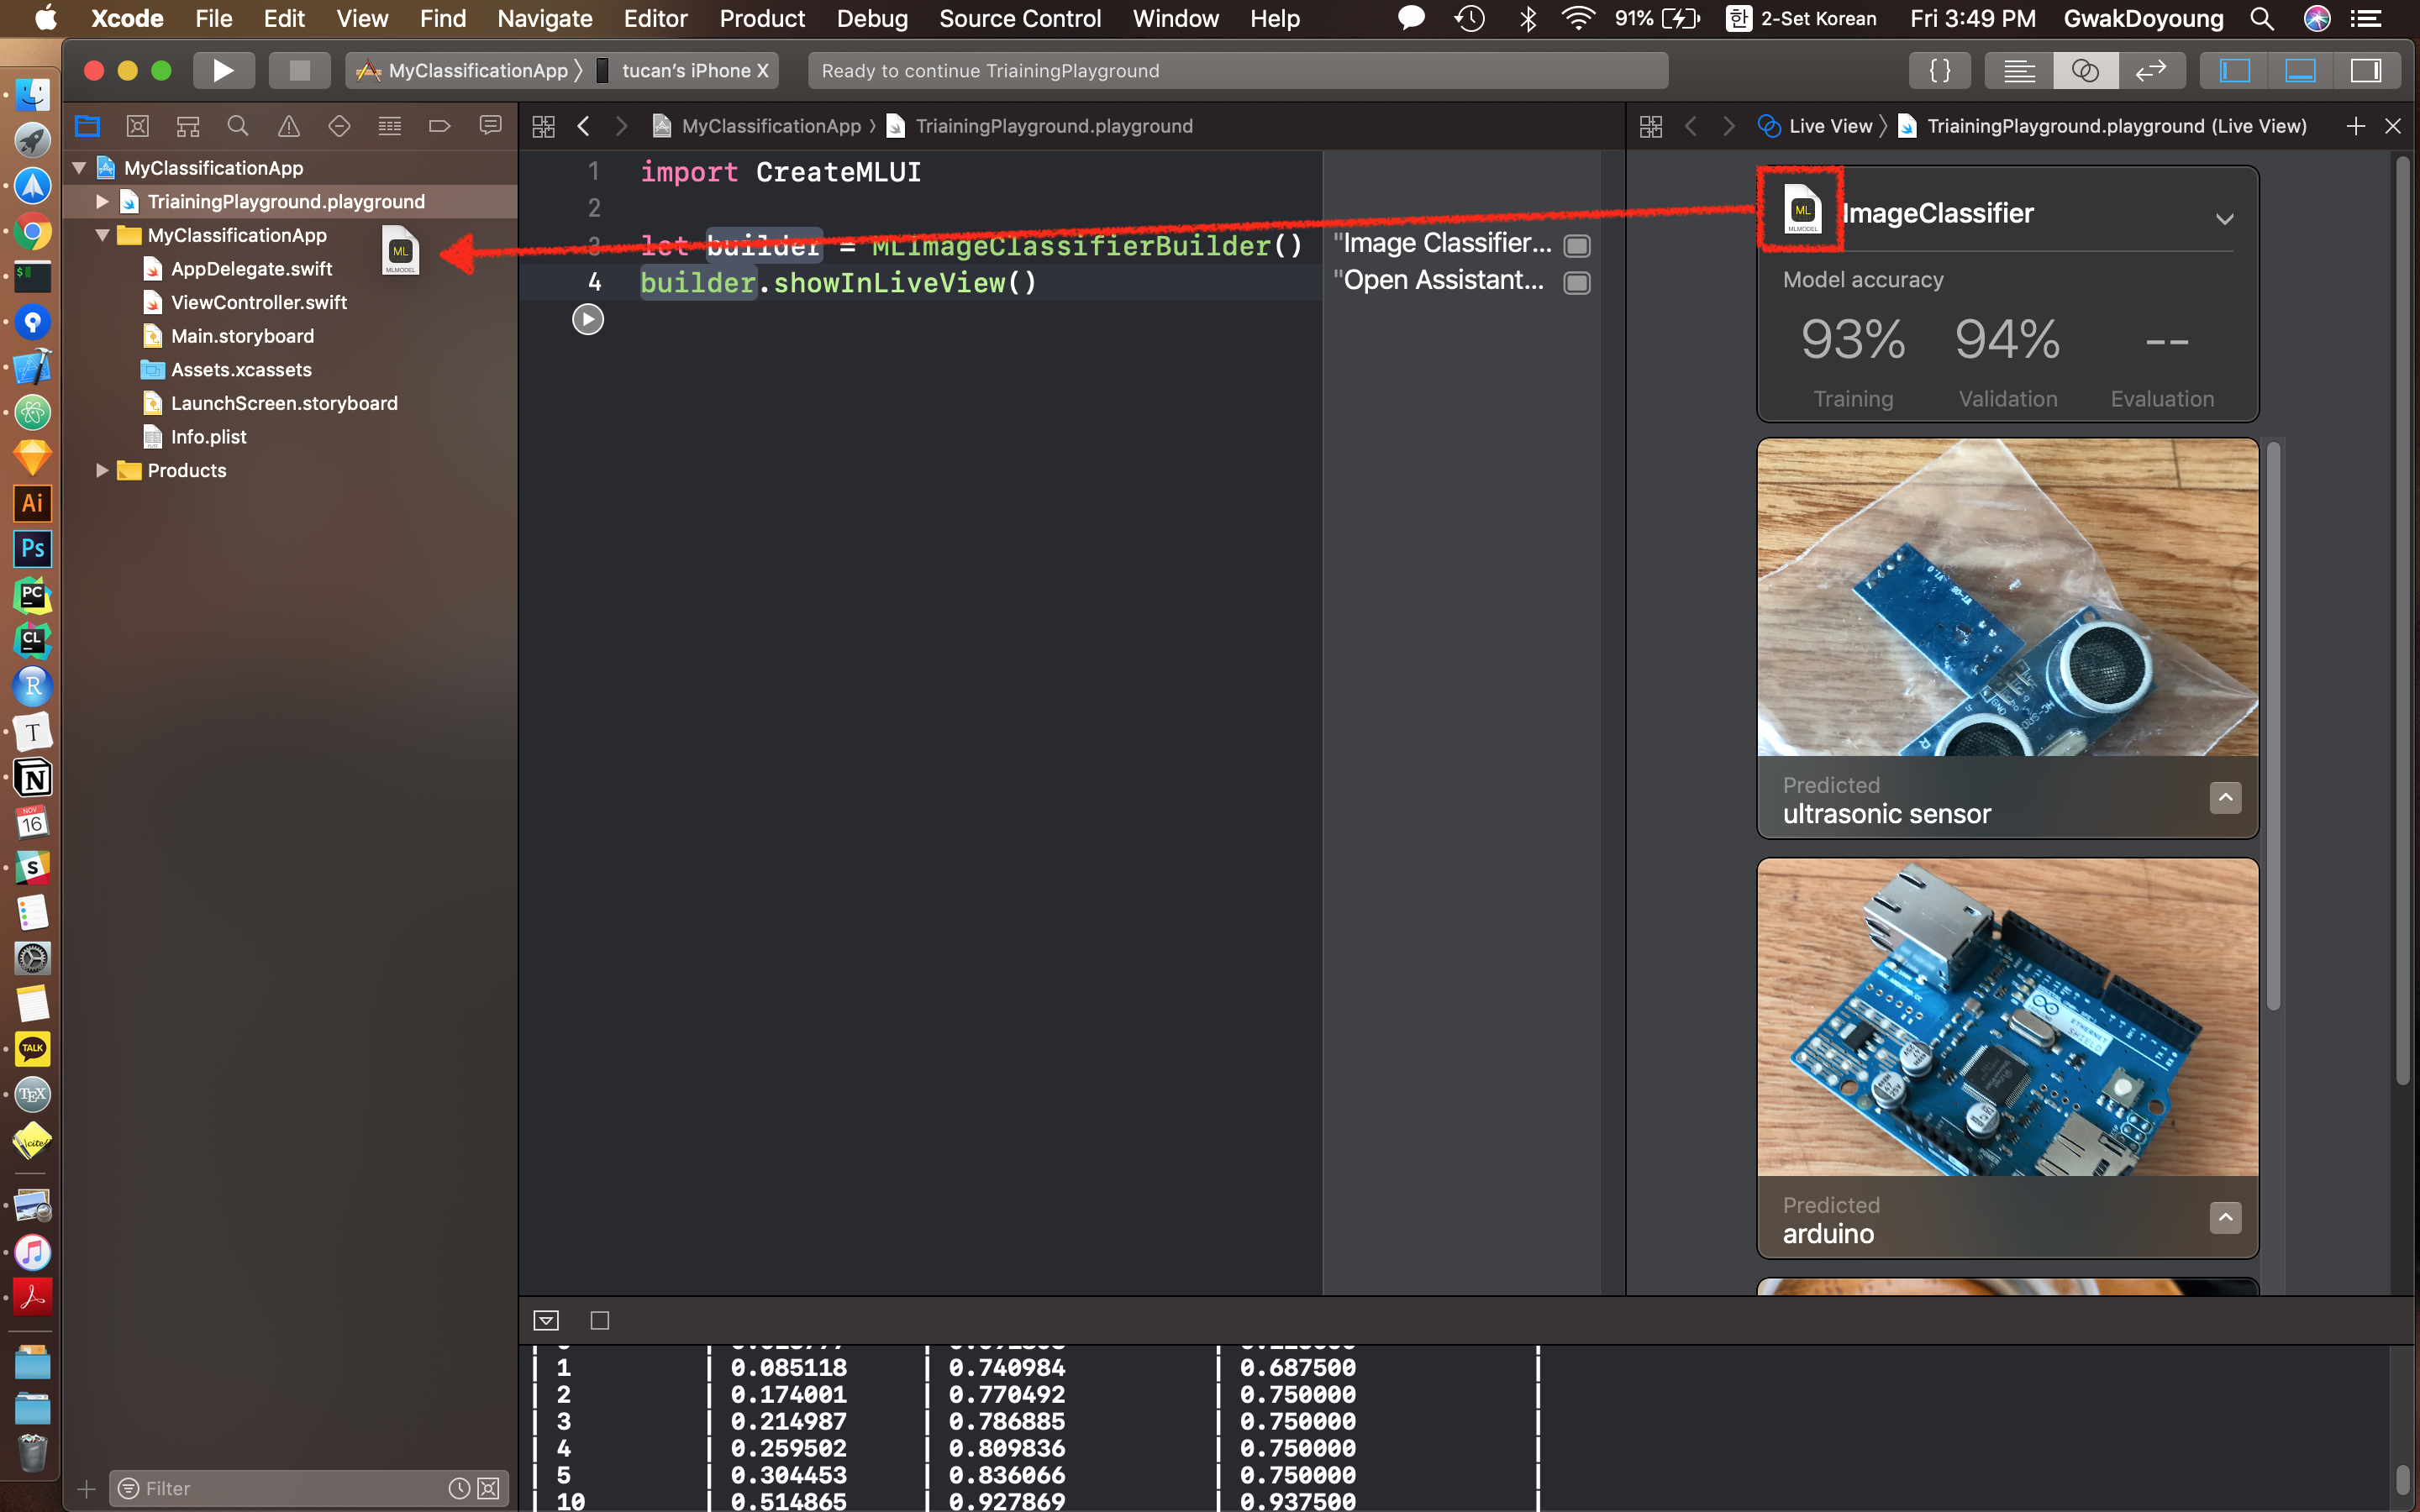 Xcode File Edit View Find Navigate Editor Product Debug Source Control Window Help 91% 한 2-Set Korean Fri 3:49 PM GwakDoyoung
MyClassificationApp tucan's iPhone X
Ready to continue TriainingPlayground
{ }
MyClassificationApp
TriainingPlayground.playground
MyClassificationApp
AppDelegate.swift
ViewController.swift
Main.storyboard
Assets.xcassets
LaunchScreen.storyboard
Info.plist
Products
ML
MLMODEL
Filter
MyClassificationApp TriainingPlayground.playground
1 import CreateMLUI
2
3 let builder = MLImageClassifierBuilder()
4 builder.showInLiveView()
"Image Classifier...
"Open Assistant...
Live View TriainingPlayground.playground (Live View)
ML
MLMODEL
ImageClassifier
Model accuracy
93% 94% --
Training Validation Evaluation
Predicted
ultrasonic sensor
ETHERNET
SHIELD
Predicted
arduino
| 1 | 0.085118 | 0.740984 | 0.687500 |
| 2 | 0.174001 | 0.770492 | 0.750000 |
| 3 | 0.214987 | 0.786885 | 0.750000 |
| 4 | 0.259502 | 0.809836 | 0.750000 |
| 5 | 0.304453 | 0.836066 | 0.750000 |
| 10 | 0.514865 | 0.927869 | 0.937500 |
Ai
Ps
PC
CL
R
T
N
NOV
16
S
TALK
TEX
cite